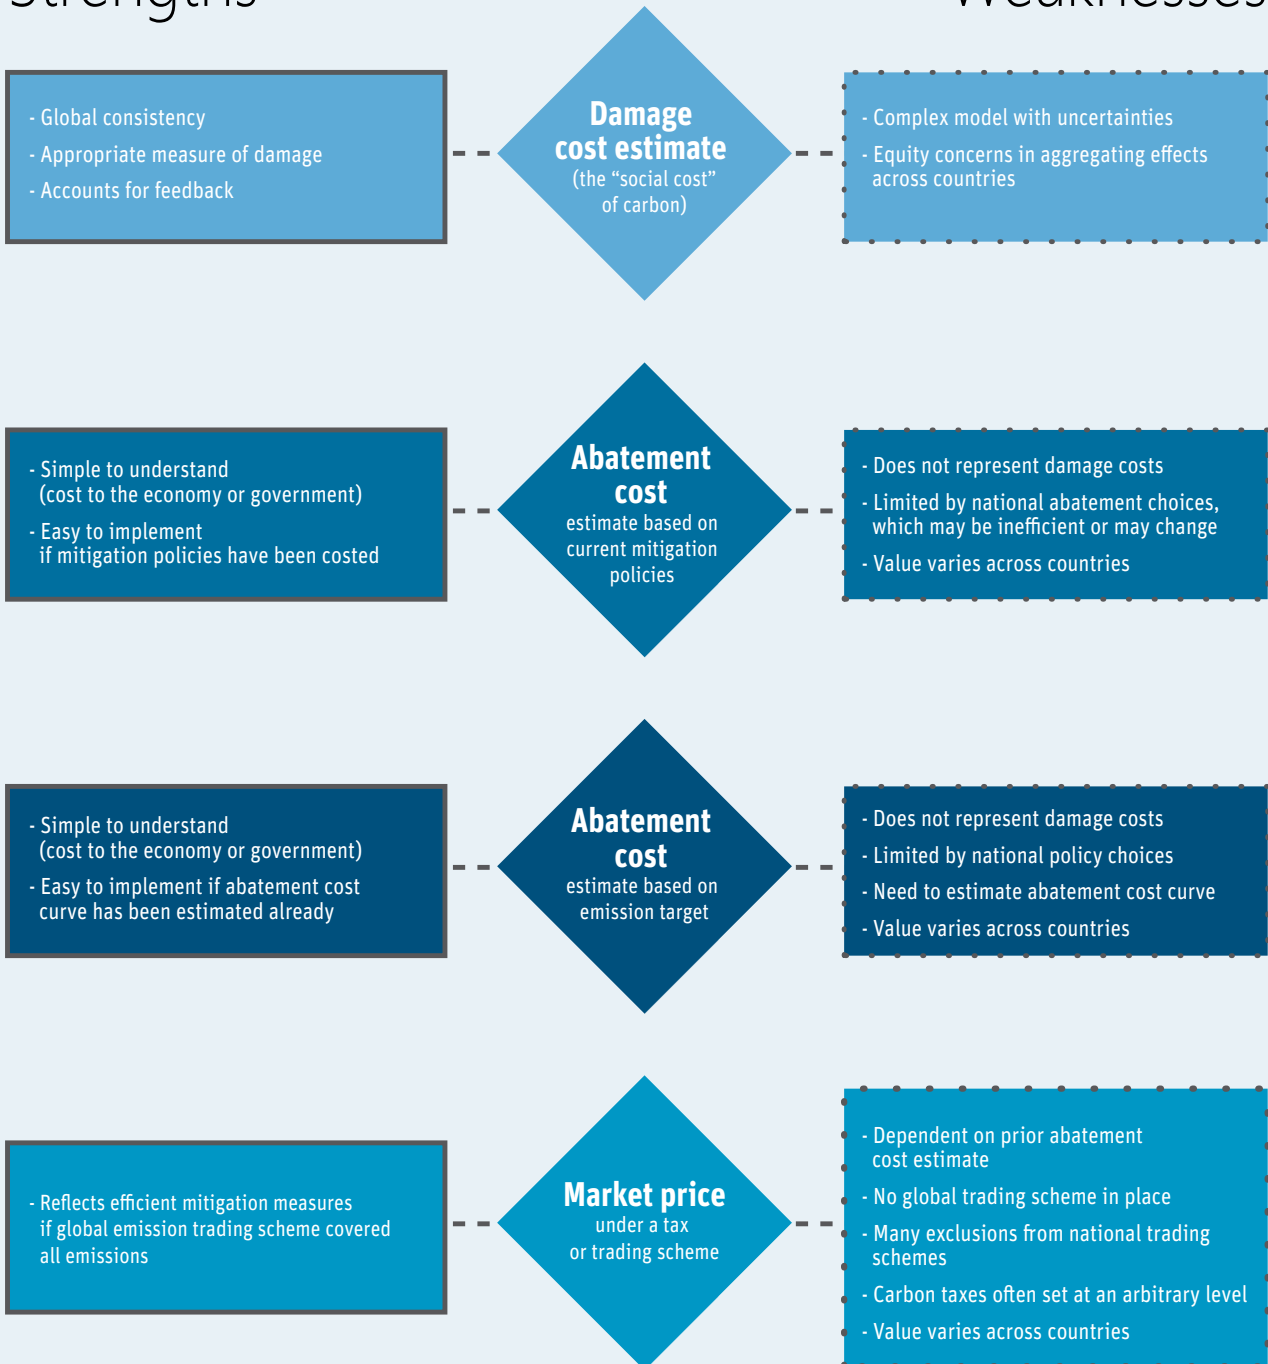 Strengths
Weaknesses
- Global consistency
- Appropriate measure of damage
- Accounts for feedback
Damage
cost estimate
(the “social cost”
of carbon)
- Complex model with uncertainties
- Equity concerns in aggregating effects
across countries
- Simple to understand
(cost to the economy or government)
- Easy to implement
if mitigation policies have been costed
Abatement
cost
estimate based on
current mitigation
policies
- Does not represent damage costs
- Limited by national abatement choices,
which may be inefficient or may change
- Value varies across countries
- Simple to understand
(cost to the economy or government)
- Easy to implement if abatement cost
curve has been estimated already
Abatement
cost
estimate based on
emission target
- Does not represent damage costs
- Limited by national policy choices
- Need to estimate abatement cost curve
- Value varies across countries
- Reflects efficient mitigation measures
if global emission trading scheme covered
all emissions
Market price
under a tax
or trading scheme
- Dependent on prior abatement
cost estimate
- No global trading scheme in place
- Many exclusions from national trading
schemes
- Carbon taxes often set at an arbitrary level
- Value varies across countries